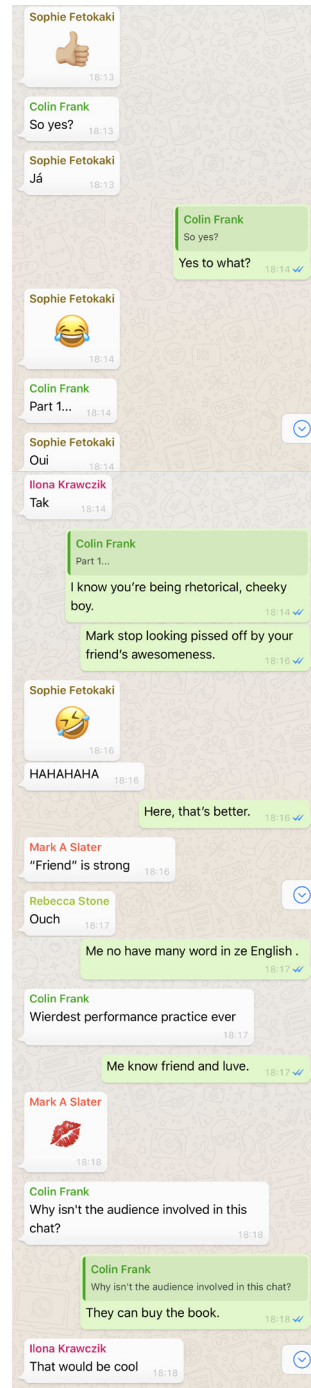 Sophie Fetokaki
👍🏼
18:13
Colin Frank
So yes?
18:13
Sophie Fetokaki
Já
18:13
Colin Frank
So yes?
Yes to what?
18:14
Sophie Fetokaki
😂
18:14
Colin Frank
Part 1...
18:14
Sophie Fetokaki
Oui
18:14
Ilona Krawczik
Tak
18:14
Colin Frank
Part 1...
I know you’re being rhetorical, cheeky
boy.
18:14
Mark stop looking pissed off by your
friend’s awesomeness.
18:16
Sophie Fetokaki
🤣
18:16
HAHAHAHA
18:16
Here, that’s better.
18:16
Mark A Slater
“Friend” is strong
18:16
Rebecca Stone
Ouch
18:17
Me no have many word in ze English .
18:17
Colin Frank
Wierdest performance practice ever
18:17
Me know friend and luve.
18:17
Mark A Slater
💋
18:18
Colin Frank
Why isn't the audience involved in this
chat?
18:18
Colin Frank
Why isn't the audience involved in this chat?
They can buy the book.
18:18
Ilona Krawczik
That would be cool
18:18